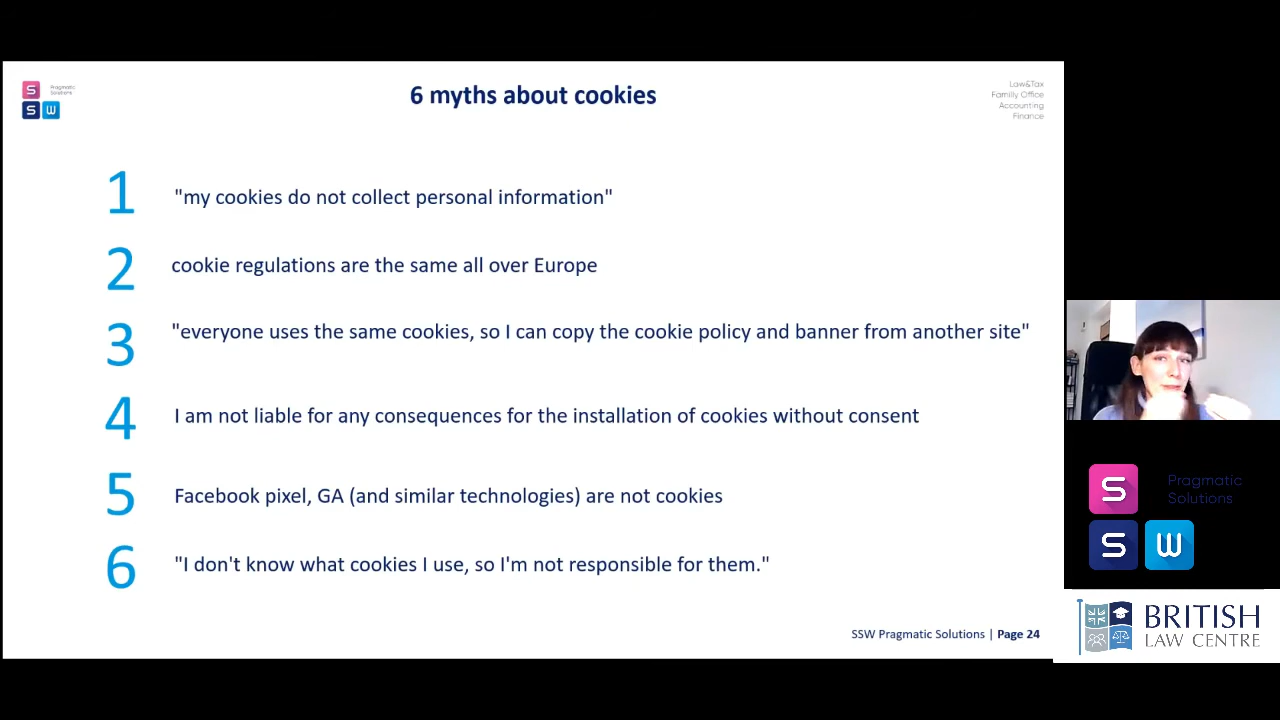 S
Pragmatic
Solutions
S W
6 myths about cookies
Law&Tax
Familly Office
Accounting
Finance
1
"my cookies do not collect personal information"
2
cookie regulations are the same all over Europe
3
"everyone uses the same cookies, so I can copy the cookie policy and banner from another site"
4
I am not liable for any consequences for the installation of cookies without consent
5
Facebook pixel, GA (and similar technologies) are not cookies
6
"I don't know what cookies I use, so I'm not responsible for them."
SSW Pragmatic Solutions | Page 24
S
Pragmatic
Solutions
S W
BRITISH
LAW CENTRE